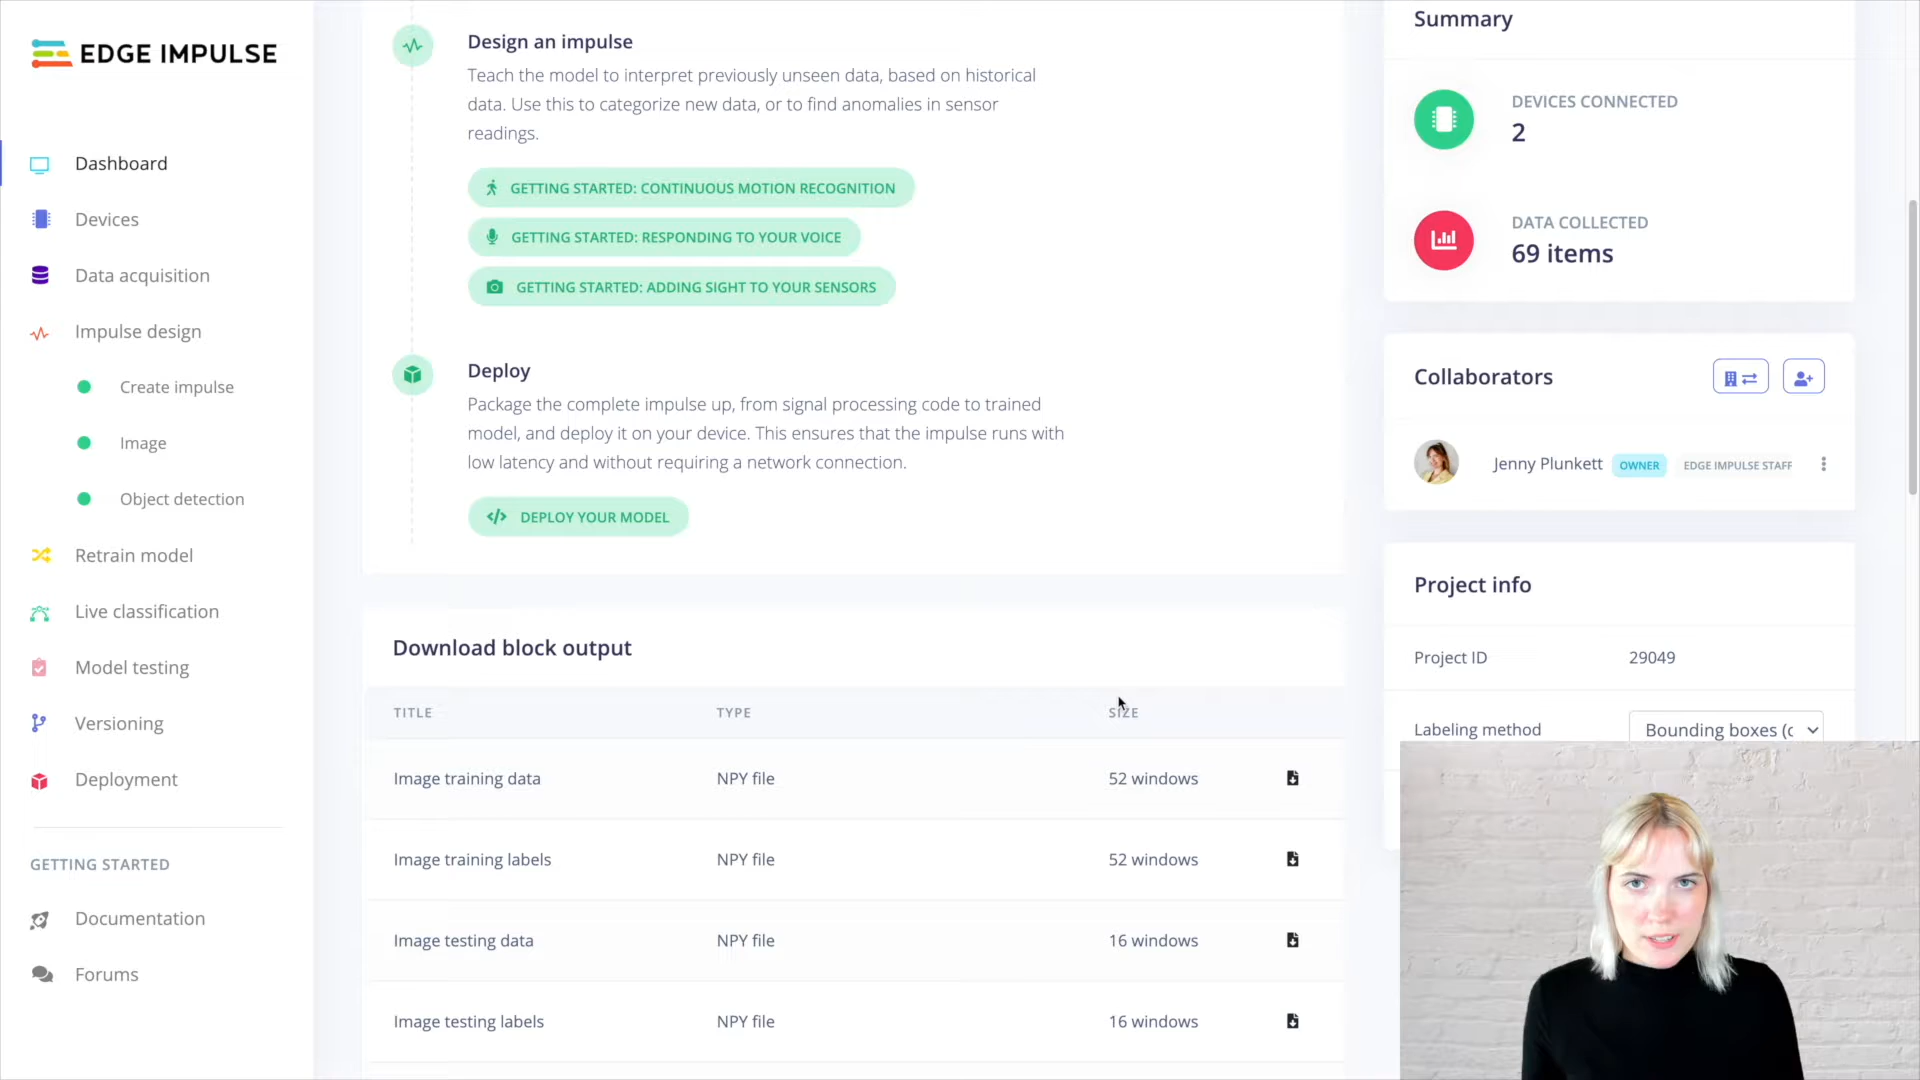 EDGE IMPULSE
Dashboard
Devices
Data acquisition
Impulse design
Create impulse
Image
Object detection
Retrain model
Live classification
Model testing
Versioning
Deployment
GETTING STARTED
Documentation
Forums
Design an impulse
Teach the model to interpret previously unseen data, based on historical
data. Use this to categorize new data, or to find anomalies in sensor
readings.
GETTING STARTED: CONTINUOUS MOTION RECOGNITION
GETTING STARTED: RESPONDING TO YOUR VOICE
GETTING STARTED: ADDING SIGHT TO YOUR SENSORS
Deploy
Package the complete impulse up, from signal processing code to trained
model, and deploy it on your device. This ensures that the impulse runs with
low latency and without requiring a network connection.
DEPLOY YOUR MODEL
Download block output
TITLE TYPE SIZE
Image training data NPY file 52 windows
Image training labels NPY file 52 windows
Image testing data NPY file 16 windows
Image testing labels NPY file 16 windows
Summary
DEVICES CONNECTED
2
DATA COLLECTED
69 items
Collaborators
Jenny Plunkett OWNER EDGE IMPULSE STAFF
Project info
Project ID 29049
Labeling method Bounding boxes (c